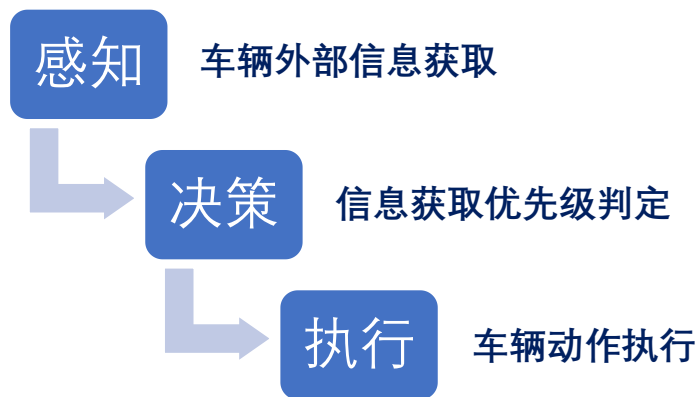 感知
车辆外部信息获取
决策
信息获取优先级判定
执行
车辆动作执行